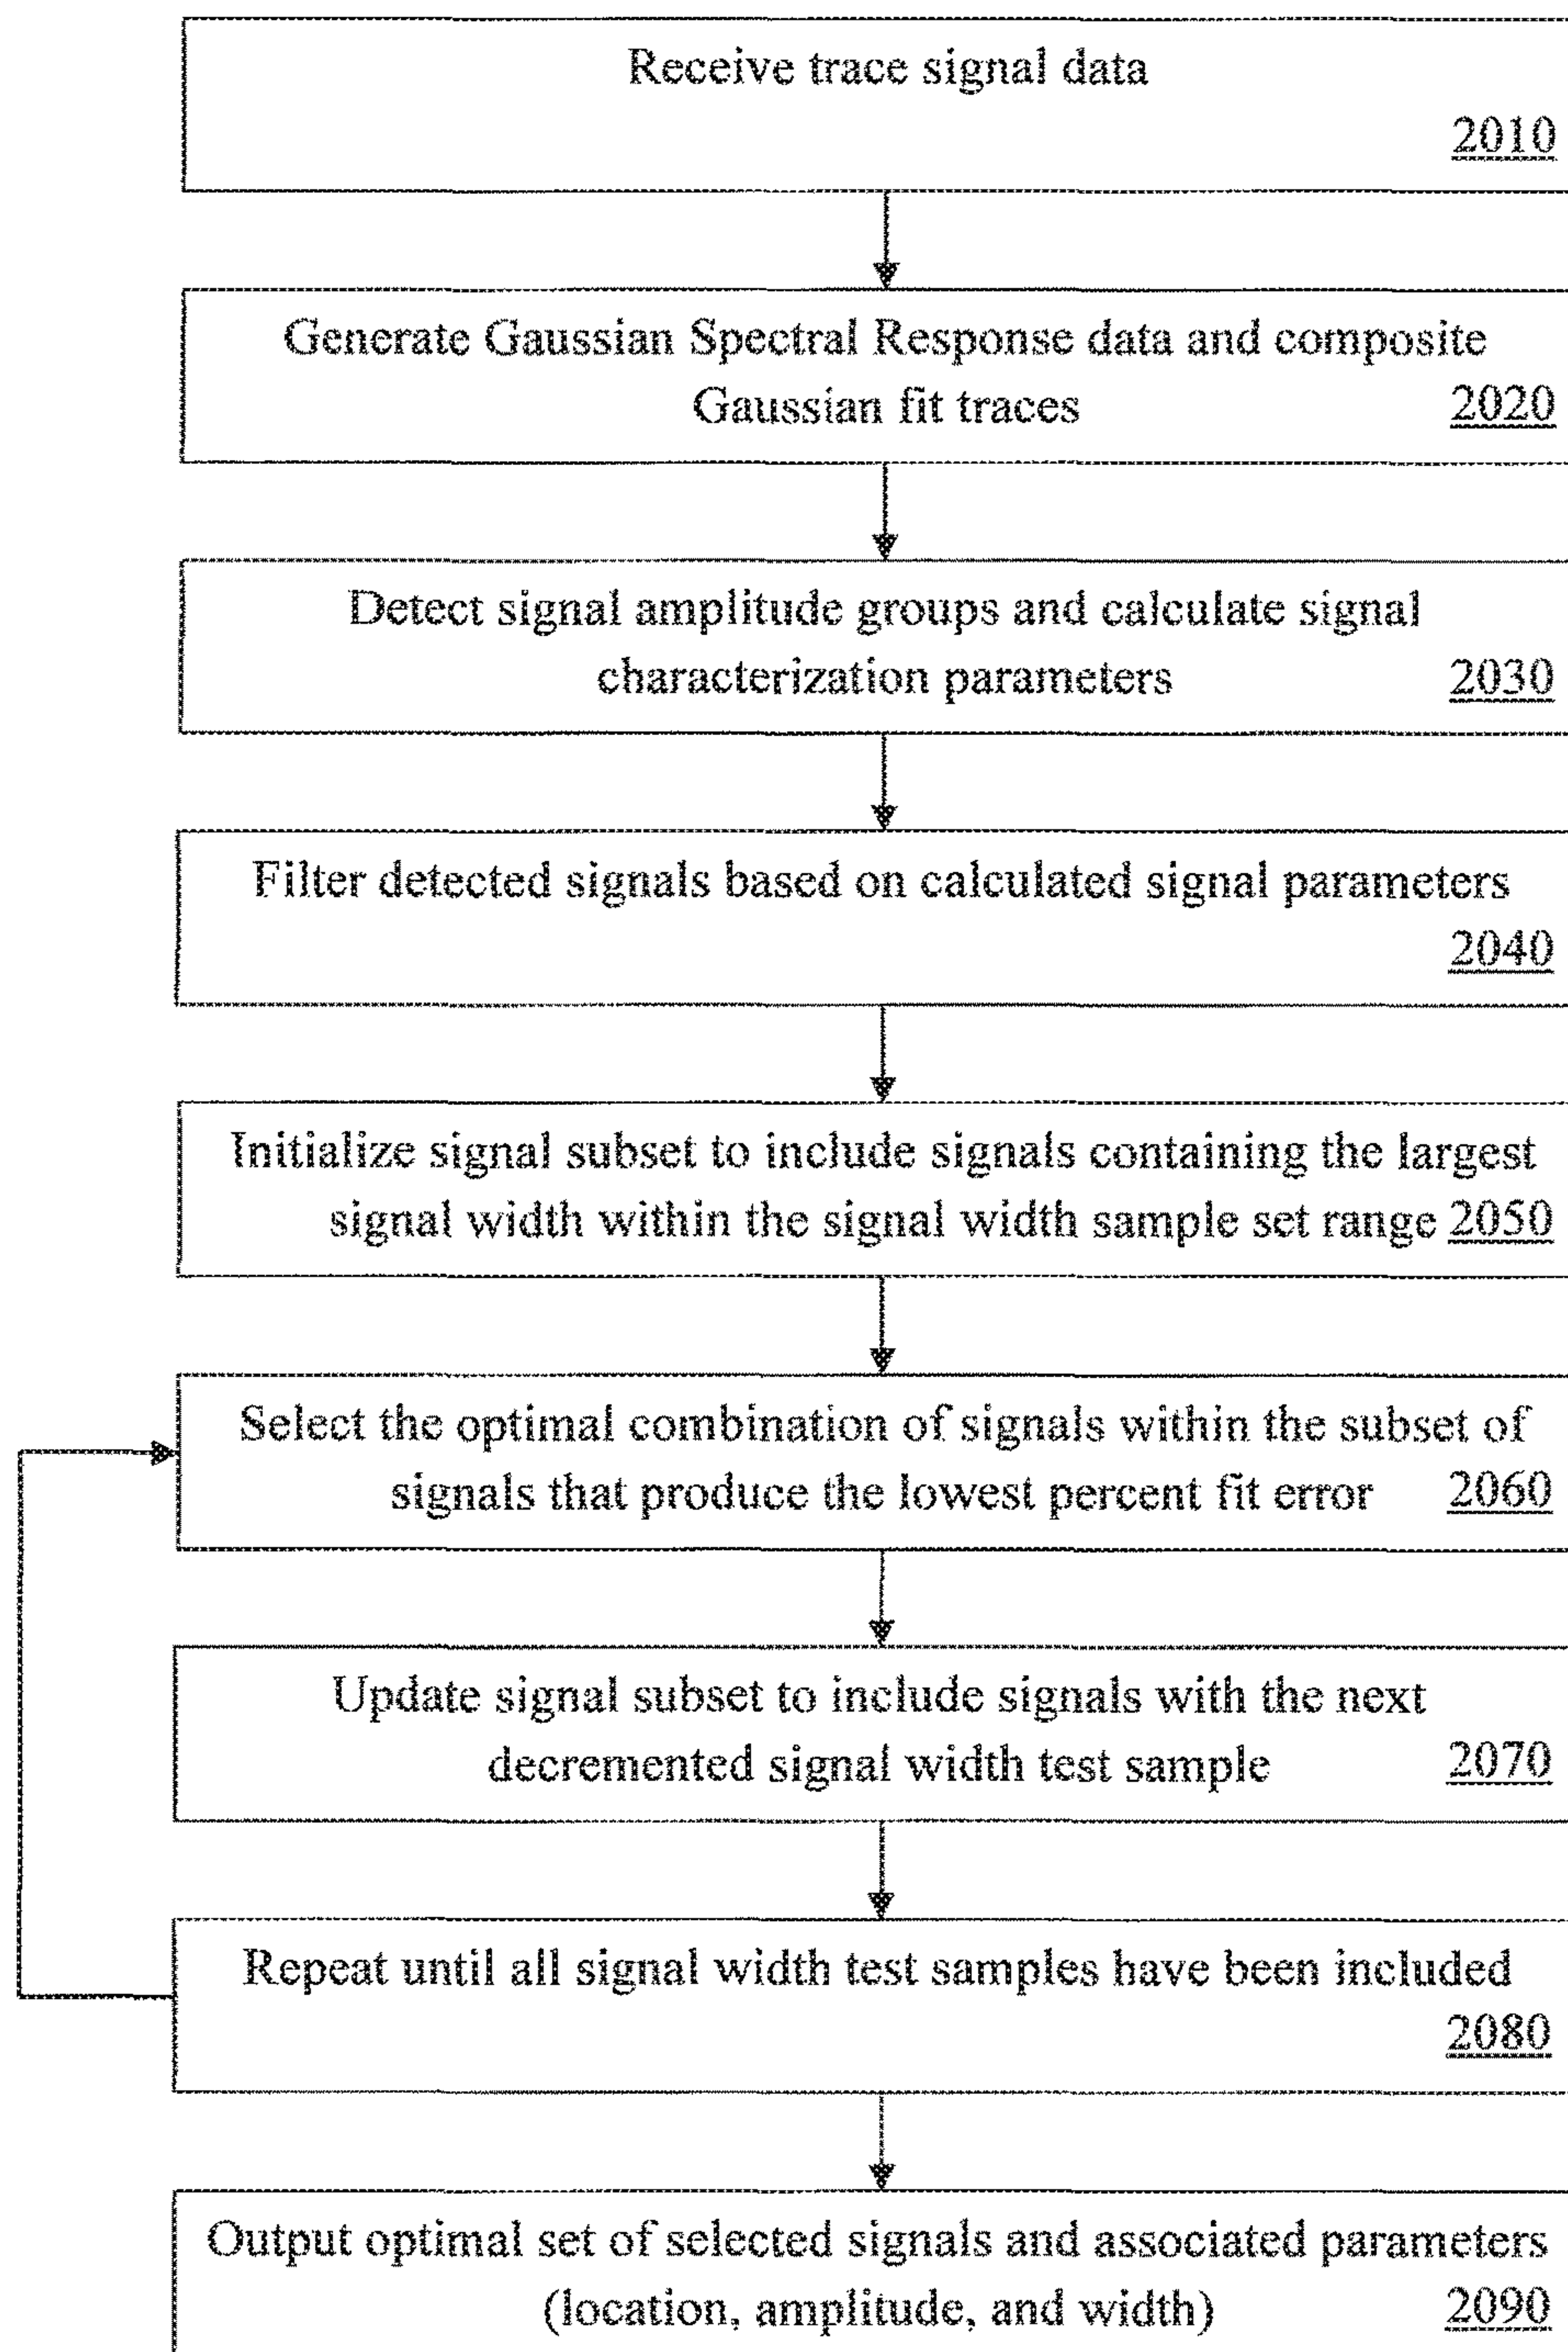 Receive trace signal data
2010
Generate Gaussian Spectral Response data and composite
Gaussian fit traces 2020
Detect signal amplitude groups and calculate signal
characterization parameters 2030
Filter detected signals based on calculated signal parameters
2040
Initialize signal subset to include signals containing the largest
signal width within the signal width sample set range 2050
Select the optimal combination of signals within the subset of
signals that produce the lowest percent fit error 2060
Update signal subset to include signals with the next
decremented signal width test sample 2070
Repeat until all signal width test samples have been included
2080
Output optimal set of selected signals and associated parameters
(location, amplitude, and width) 2090